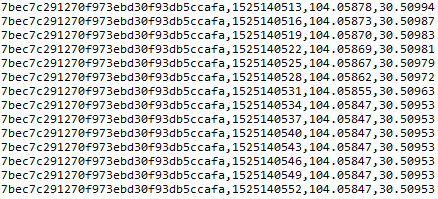 7bec7c291270f973ebd30f93db5ccafa,1525140513,104.05878,30.50994
7bec7c291270f973ebd30f93db5ccafa,1525140516,104.05873,30.50987
7bec7c291270f973ebd30f93db5ccafa,1525140519,104.05870,30.50983
7bec7c291270f973ebd30f93db5ccafa,1525140522,104.05869,30.50981
7bec7c291270f973ebd30f93db5ccafa,1525140525,104.05867,30.50979
7bec7c291270f973ebd30f93db5ccafa,1525140528,104.05862,30.50972
7bec7c291270f973ebd30f93db5ccafa,1525140531,104.05855,30.50963
7bec7c291270f973ebd30f93db5ccafa,1525140534,104.05847,30.50953
7bec7c291270f973ebd30f93db5ccafa,1525140537,104.05847,30.50953
7bec7c291270f973ebd30f93db5ccafa,1525140540,104.05847,30.50953
7bec7c291270f973ebd30f93db5ccafa,1525140543,104.05847,30.50953
7bec7c291270f973ebd30f93db5ccafa,1525140546,104.05847,30.50953
7bec7c291270f973ebd30f93db5ccafa,1525140549,104.05847,30.50953
7bec7c291270f973ebd30f93db5ccafa,1525140552,104.05847,30.50953